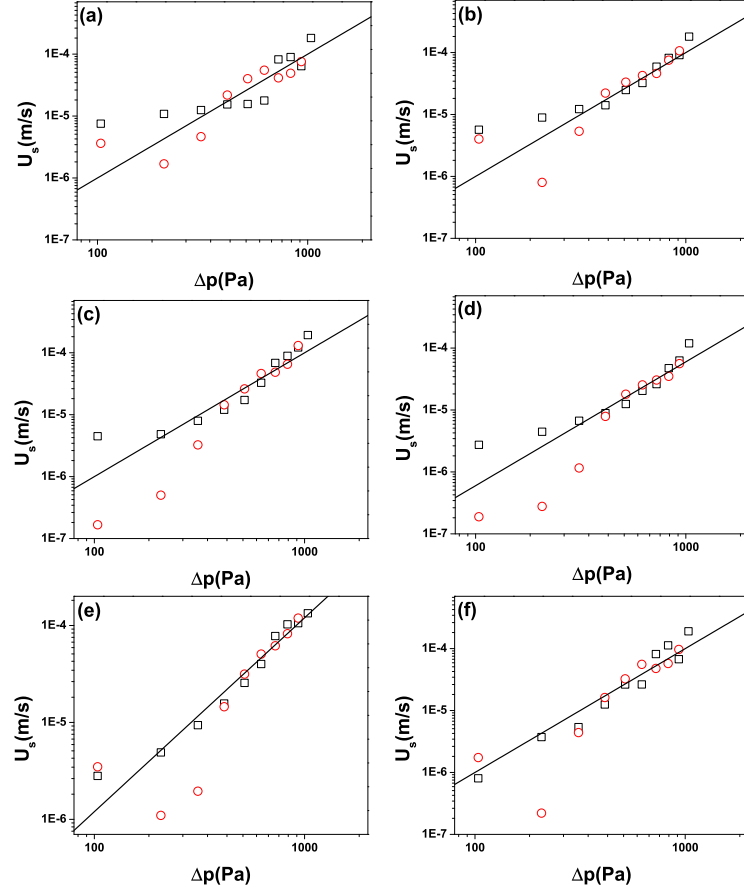 (a)
1E-4
1E-5
1E-6
1E-7
U_s(m/s)
100
1000
Δp(Pa)
(b)
1E-4
1E-5
1E-6
1E-7
U_s(m/s)
100
1000
Δp(Pa)
(c)
1E-4
1E-5
1E-6
1E-7
U_s(m/s)
100
1000
Δp(Pa)
(d)
1E-4
1E-5
1E-6
1E-7
U_s(m/s)
100
1000
Δp(Pa)
(e)
1E-4
1E-5
1E-6
U_s(m/s)
100
1000
Δp(Pa)
(f)
1E-4
1E-5
1E-6
1E-7
U_s(m/s)
100
1000
Δp(Pa)